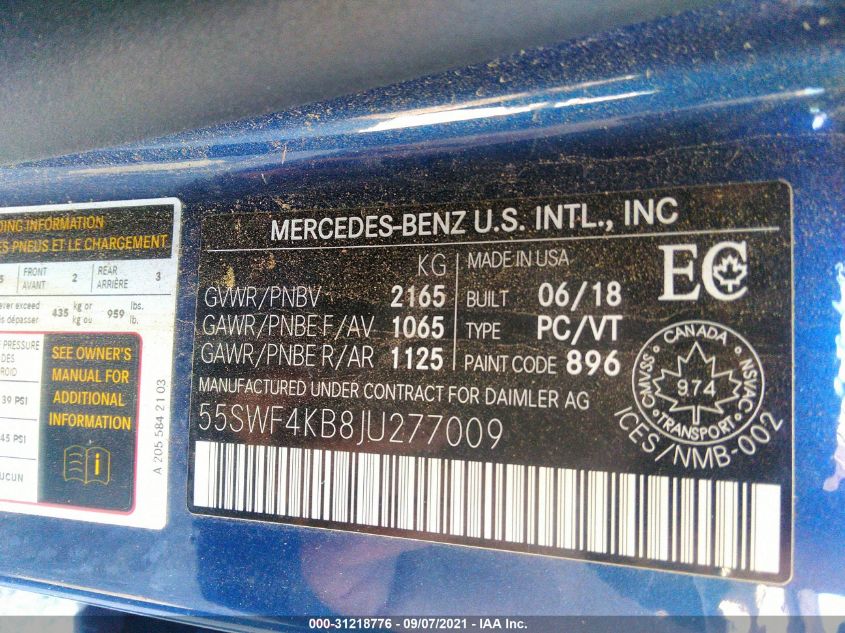 DING INFORMATION
ES PNEUS ET LE CHARGEMENT
5 FRONT AVANT 2 REAR ARRIÈRE 3
ever exceed
is dépasser 435 kg or kg ou 959 lbs. lb.
PRESSURE
DES
ROID
39 PSI
45 PSI
UCUN
SEE OWNER'S
MANUAL FOR
ADDITIONAL
INFORMATION
A 205 584 21 03
MERCEDES-BENZ U.S. INTL., INC
KG MADE IN USA
GVWR/PNBV 2165 BUILT 06/18
GAWR/PNBE F/AV 1065 TYPE PC/VT
GAWR/PNBE R/AR 1125 PAINT CODE 896
MANUFACTURED UNDER CONTRACT FOR DAIMLER AG
55SWF4KB8JU277009
EC
CANADA
CMVSS 974 NSVAC
TRANSPORT
ICES/NMB-002
000-31218776 - 09/07/2021 - IAA Inc.